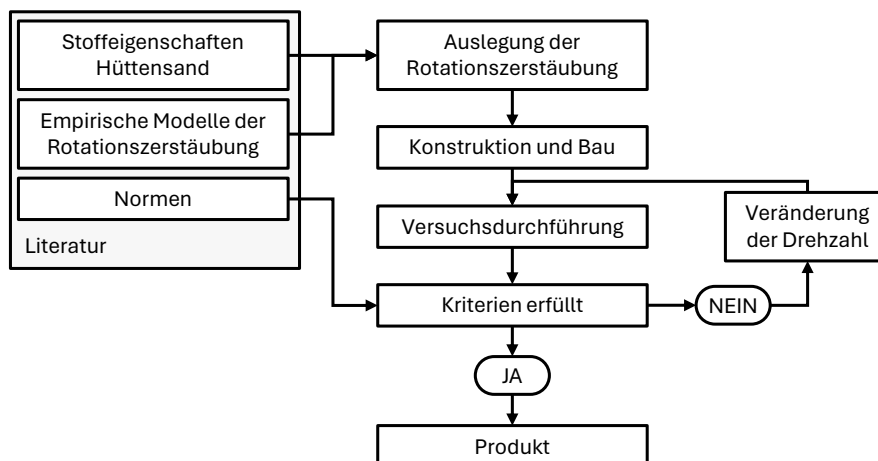 Stoffeigenschaften
Hüttensand
Empirische Modelle der
Rotationszerstäubung
Normen
Literatur
Auslegung der
Rotationszerstäubung
Konstruktion und Bau
Versuchsdurchführung
Veränderung
der Drehzahl
Kriterien erfüllt
NEIN
JA
Produkt